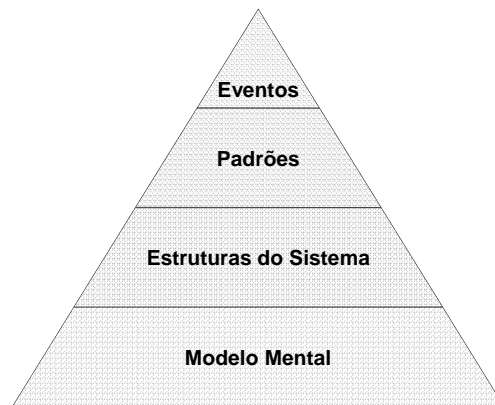 Eventos
Padrões
Estruturas do Sistema
Modelo Mental